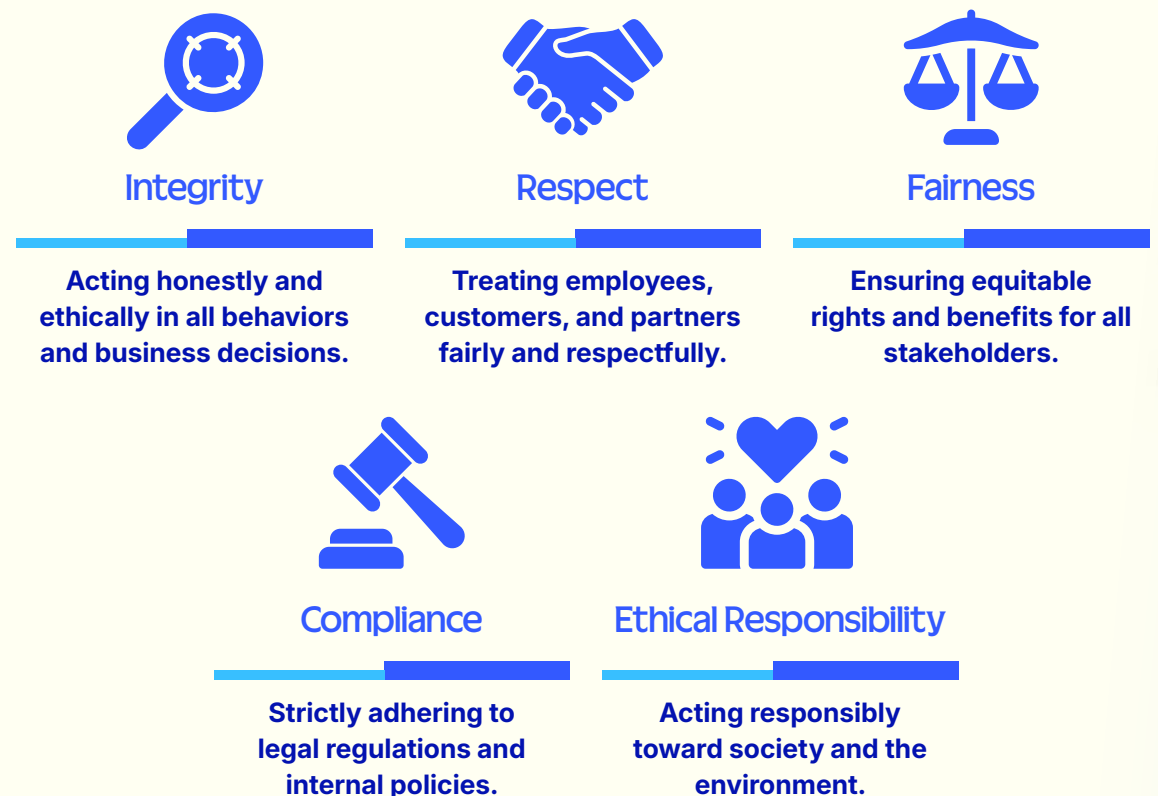 Integrity
Respect
Fairness
Acting honestly and
ethically in all behaviors
and business decisions.
Treating employees,
customers, and partners
fairly and respectfully.
Ensuring equitable
rights and benefits for all
stakeholders.
Compliance
Ethical Responsibility
Strictly adhering to
legal regulations and
internal policies.
Acting responsibly
toward society and the
environment.